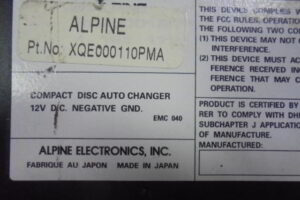 ALPINE
Pt.No: XQE000110PMA
COMPACT DISC AUTO CHANGER
12V D.C. NEGATIVE GND.
EMC 040
ALPINE ELECTRONICS, INC.
FABRIQUE AU JAPON MADE IN JAPAN
THIS DEVICE COMPLIES
THE FCC RULES. OPERATION
THE FOLLOWING TWO CO
(1) THIS DEVICE MAY NOT
INTERFERENCE.
(2) THIS DEVICE MUST AC
FERENCE RECEIVED IN
FERENCE THAT MAY C
OPERATION.
PRODUCT IS CERTIFIED BY
RER TO COMPLY WITH DH
SUBCHAPTER J APPLICATION
OF MANUFACTURE.
MANUFACTURED: